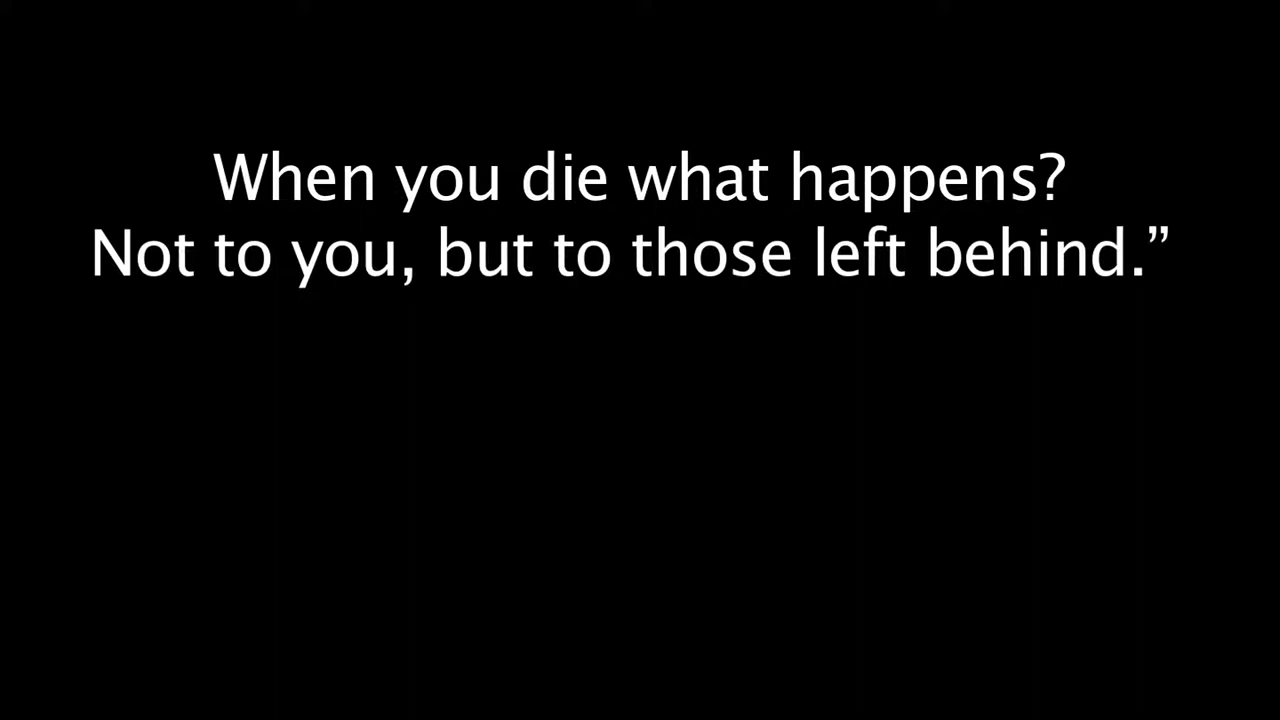 When you die what happens?
Not to you, but to those left behind.”